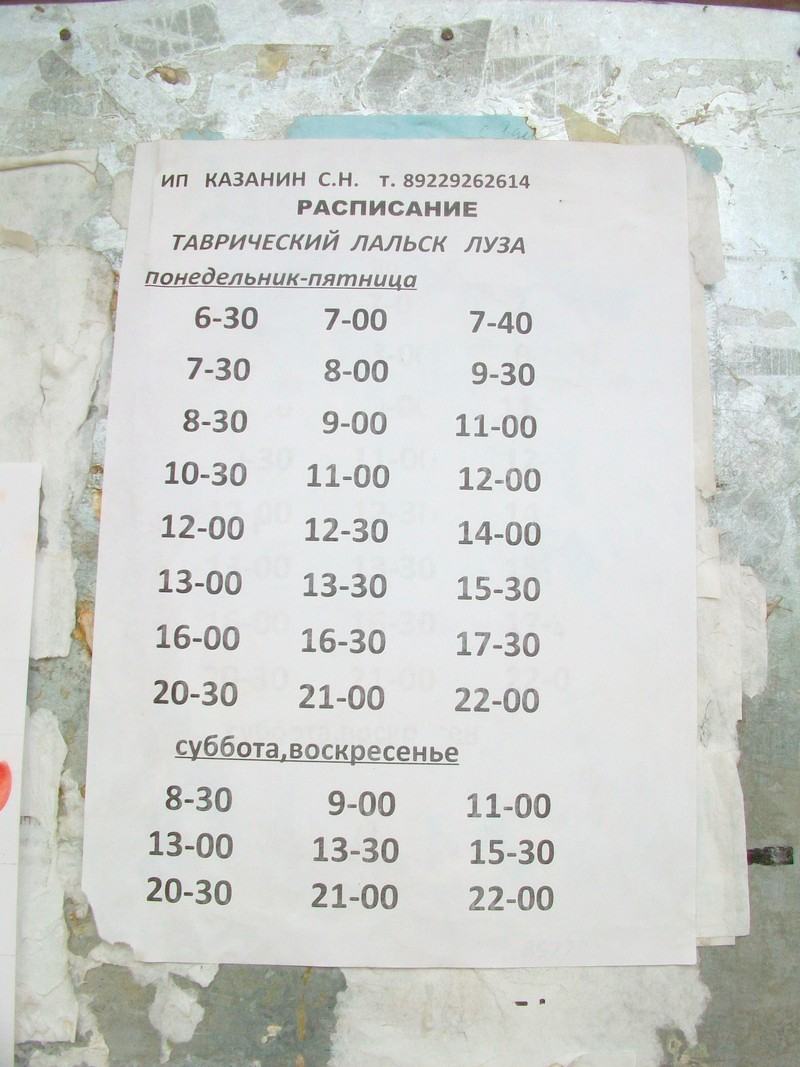 ИП КАЗАНИН С.Н. т. 89229262614
РАСПИСАНИЕ
ТАВРИЧЕСКИЙ ЛАЛЬСК ЛУЗА
понедельник-пятница
6-30 7-00 7-40
7-30 8-00 9-30
8-30 9-00 11-00
10-30 11-00 12-00
12-00 12-30 14-00
13-00 13-30 15-30
16-00 16-30 17-30
20-30 21-00 22-00
суббота,воскресенье
8-30 9-00 11-00
13-00 13-30 15-30
20-30 21-00 22-00